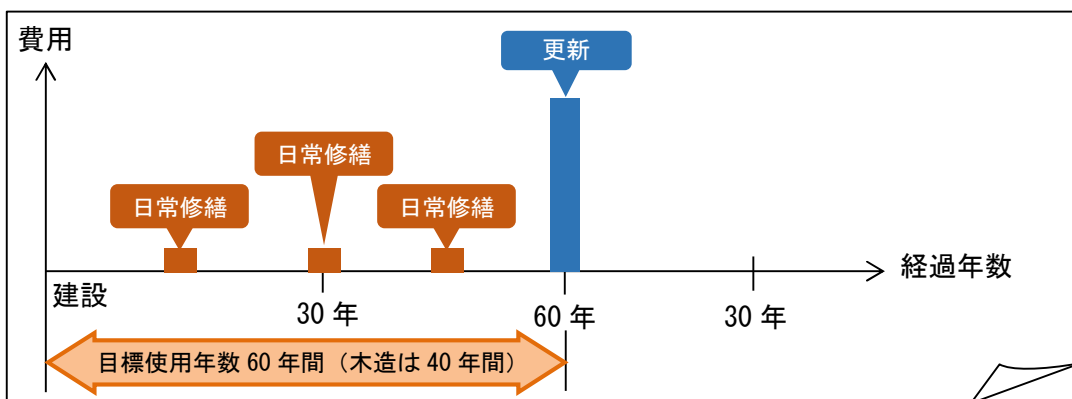 費用
更新
日常修繕
日常修繕
日常修繕
経過年数
建設
30 年
60 年
30 年
目標使用年数 60 年間（木造は 40 年間）